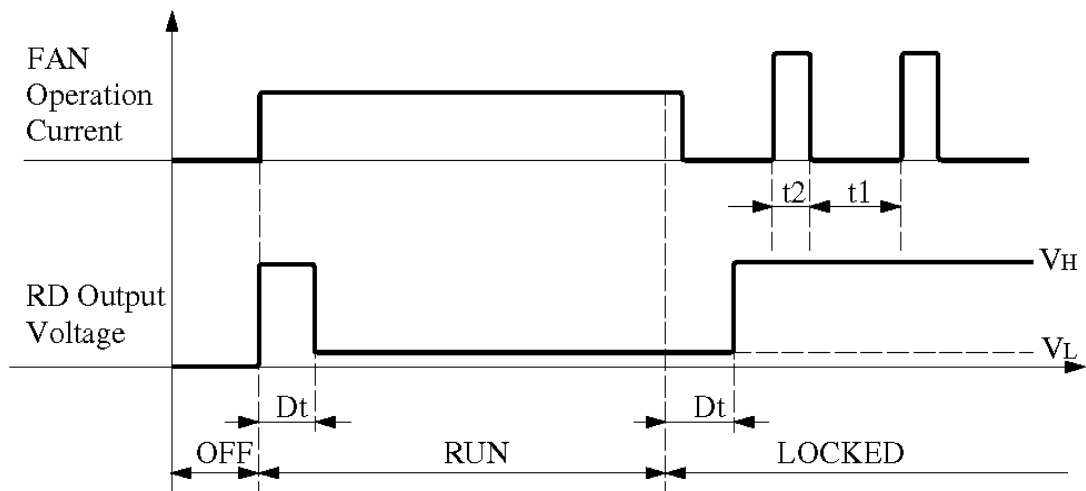 FAN
Operation
Current
t2
t1
VH
RD Output
Voltage
VL
Dt
Dt
OFF
RUN
LOCKED